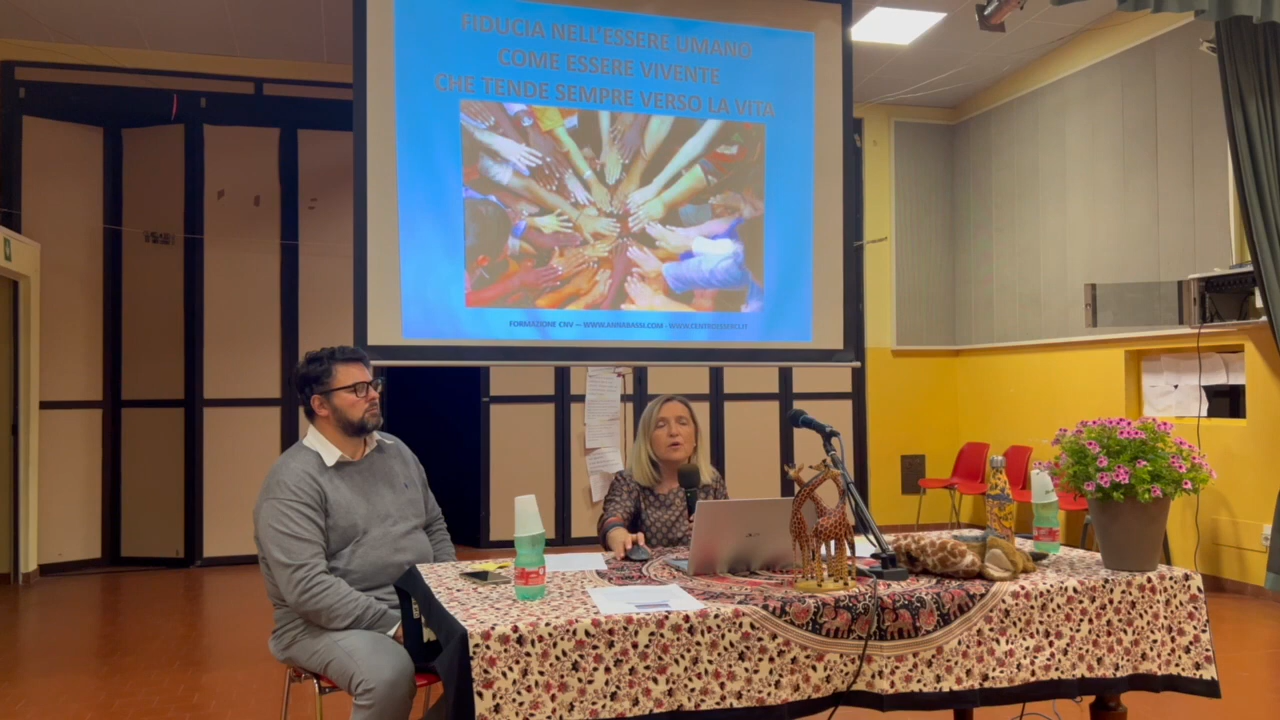 FIDUCIA NELL'ESSERE UMANO
COME ESSERE VIVENTE
CHE TENDE SEMPRE VERSO LA VITA
FORMAZIONE CNV – WWW.ANNABASSI.COM - WWW.CENTROESSERCI.IT
acer